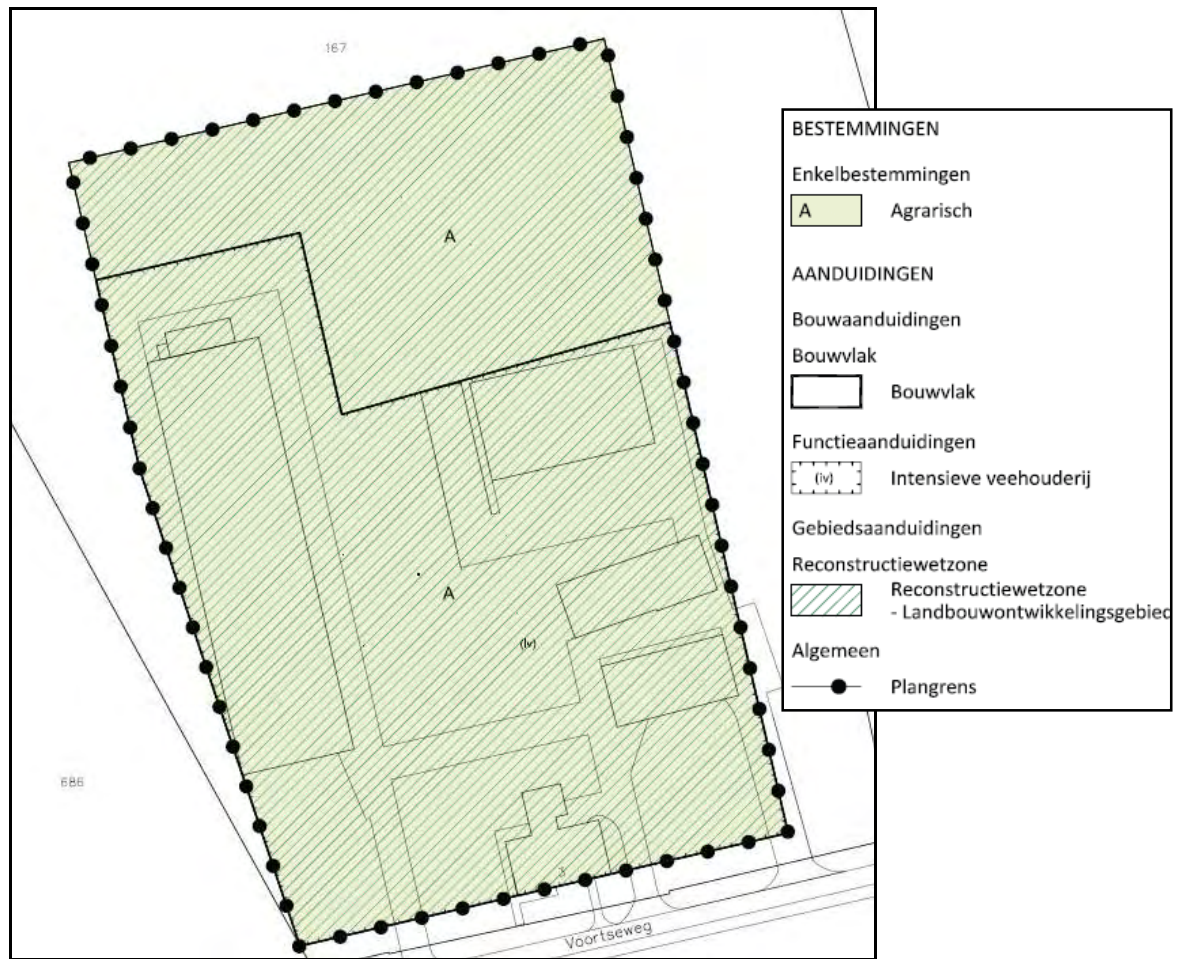 167
A
A
(iv)
686
3
Voortseweg
BESTEMMINGEN
Enkelbestemmingen
A Agrarisch
AANDUIDINGEN
Bouwaanduidingen
Bouwvlak
Bouwvlak
Functieaanduidingen
(iv) Intensieve veehouderij
Gebiedsaanduidingen
Reconstructiewetzone
Reconstructiewetzone
- Landbouwontwikkelingsgebied
Algemeen
Plangrens